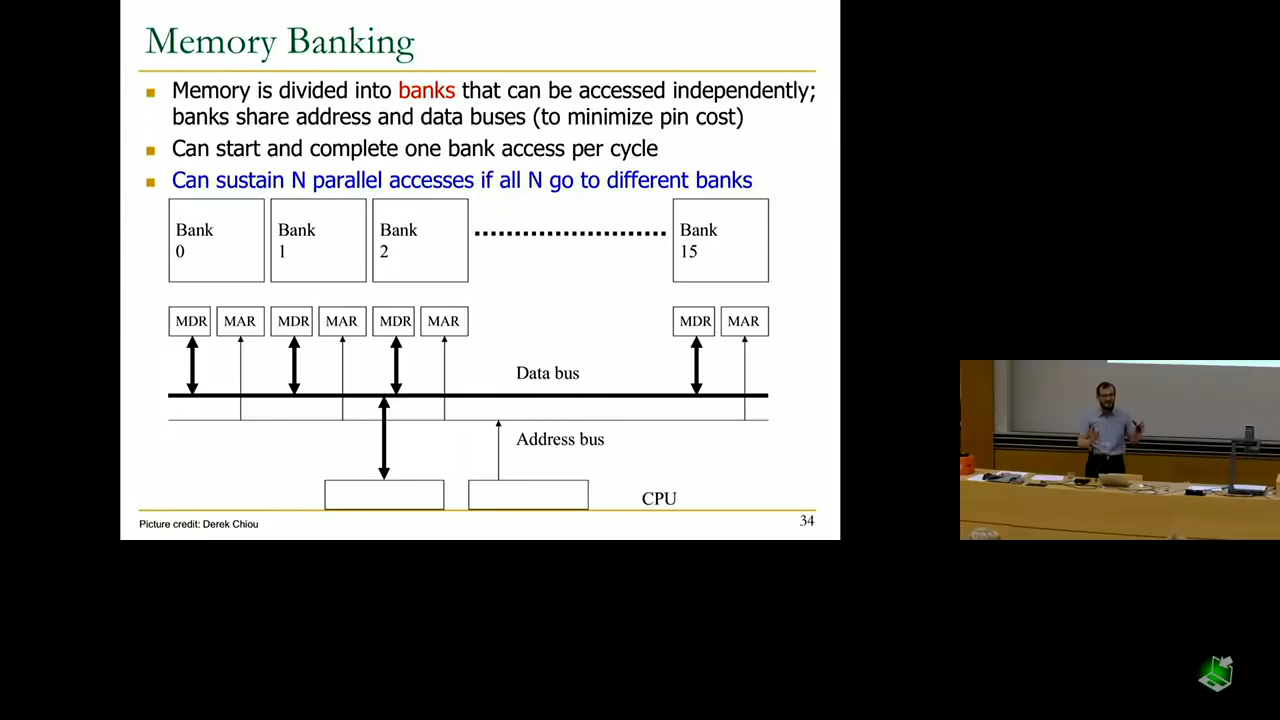 Memory Banking
Memory is divided into banks that can be accessed independently;
banks share address and data buses (to minimize pin cost)
Can start and complete one bank access per cycle
Can sustain N parallel accesses if all N go to different banks
Bank
0
Bank
1
Bank
2
Bank
15
MDR MAR MDR MAR MDR MAR MDR MAR
Data bus
Address bus
CPU
Picture credit: Derek Chiou
34